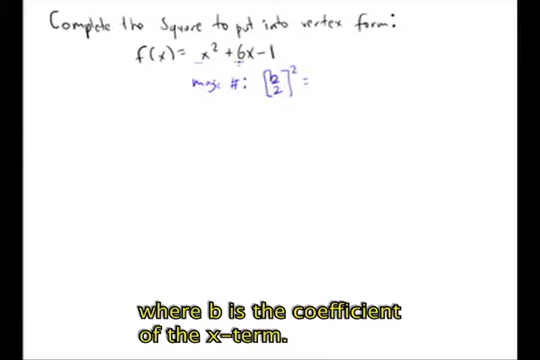 Complete the Square to put into vertex form:
f(x) = x² + 6x - 1
magic #: [b/2]² =
where b is the coefficient
of the x-term.